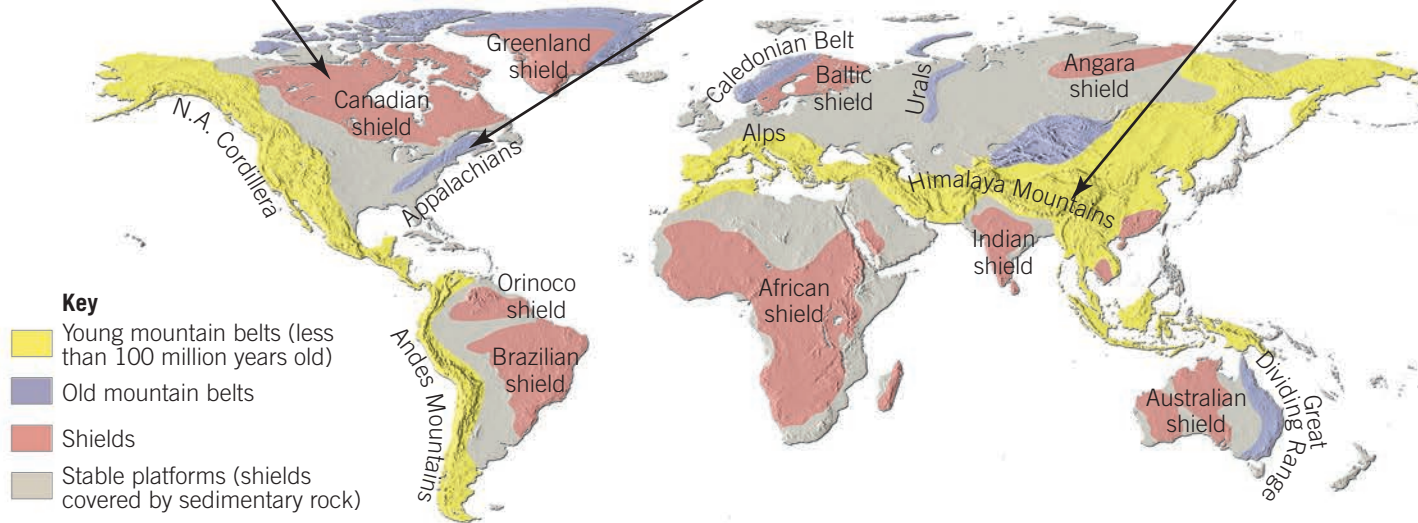 Greenland
shield
Canadian
shield
N.A. Cordillera
Appalachians
Caledonian Belt
Baltic
shield
Urals
Angara
shield
Alps
Himalaya Mountains
Indian
shield
African
shield
Orinoco
shield
Brazilian
shield
Andes Mountains
Australian
shield
Great
Dividing Range
Key
Young mountain belts (less
than 100 million years old)
Old mountain belts
Shields
Stable platforms (shields
covered by sedimentary rock)